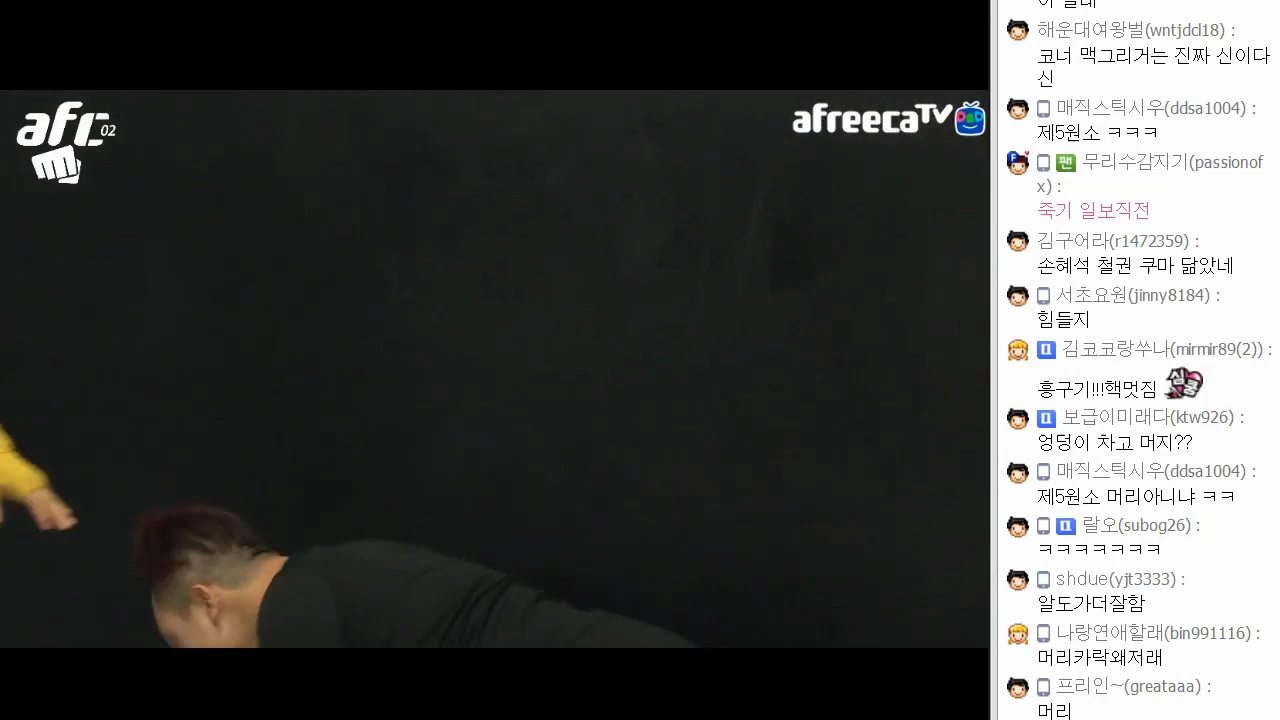 afc 02
afreecaTV
해운대여왕벌(wntjdcl18) :
코너 맥그리거는 진짜 신이다
신
매직스틱시우(ddsa1004) :
제5원소 ㅋㅋㅋ
팬 무리수감지기(passionof
x) :
죽기 일보직전
김구어라(r1472359) :
손혜석 철권 쿠마 닮았네
서초요원(jinny8184) :
힘들지
김코코랑쑤나(mirmir89(2)) :
흥구기!!!핵멋짐 심쿵
보급이미래다(ktw926) :
엉덩이 차고 머지??
매직스틱시우(ddsa1004) :
제5원소 머리아니냐 ㅋㅋ
랄오(subog26) :
ㅋㅋㅋㅋㅋㅋㅋ
shdue(yjt3333) :
알도가더잘함
나랑연애할래(bin991116) :
머리카락왜저래
프리인~(greataaa) :
머리